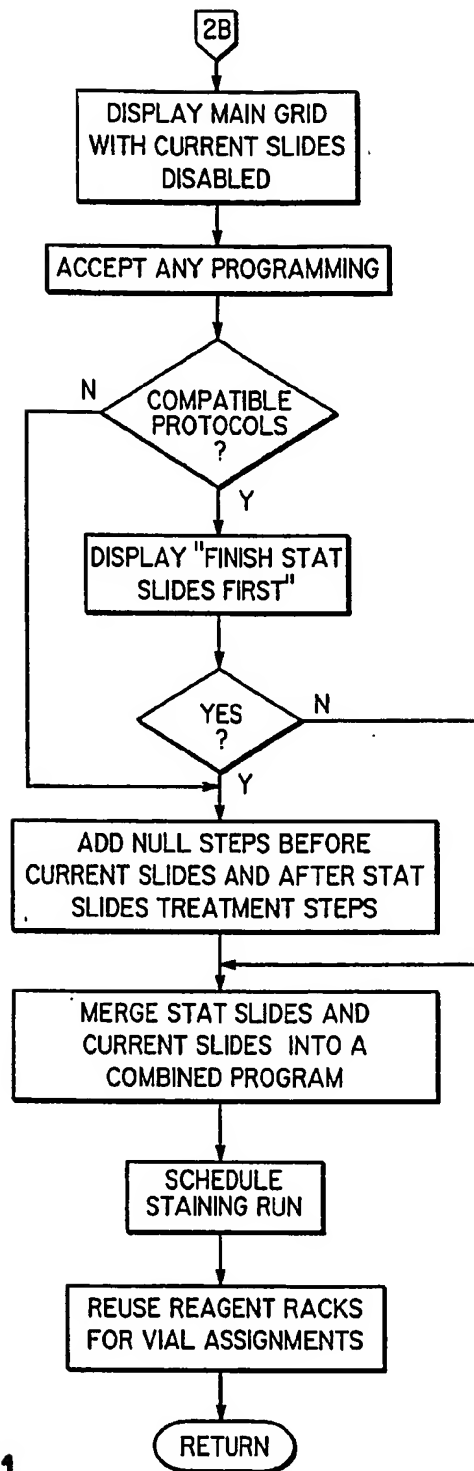 2B
DISPLAY MAIN GRID
WITH CURRENT SLIDES
DISABLED
ACCEPT ANY PROGRAMMING
N
COMPATIBLE
PROTOCOLS
?
Y
DISPLAY "FINISH STAT
SLIDES FIRST"
YES
?
N
Y
ADD NULL STEPS BEFORE
CURRENT SLIDES AND AFTER STAT
SLIDES TREATMENT STEPS
MERGE STAT SLIDES AND
CURRENT SLIDES INTO A
COMBINED PROGRAM
SCHEDULE
STAINING RUN
REUSE REAGENT RACKS
FOR VIAL ASSIGNMENTS
RETURN